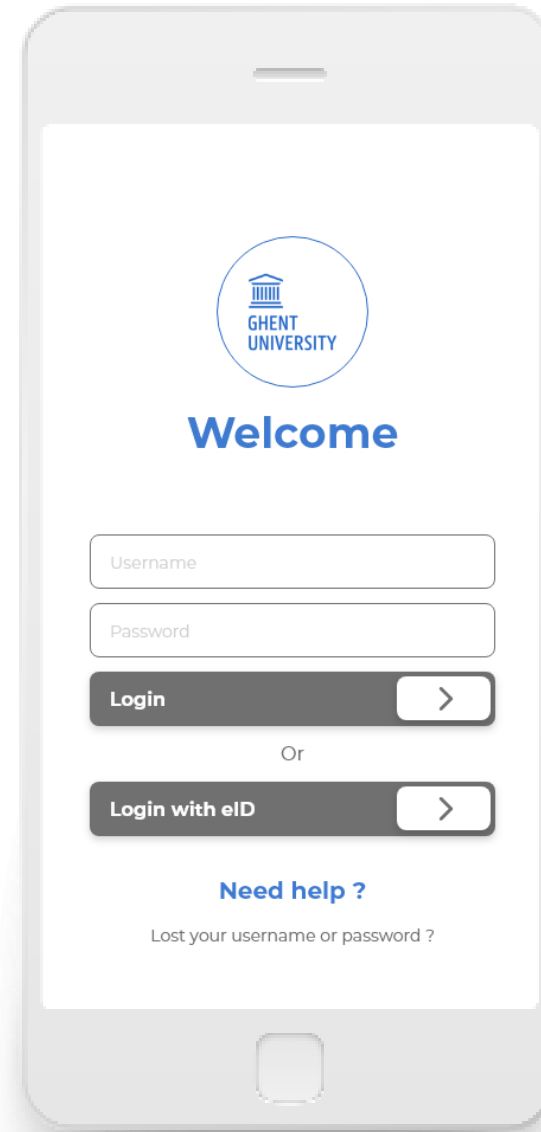 GHENT
UNIVERSITY
Welcome
Username
Password
Login
Or
Login with eID
Need help ?
Lost your username or password ?